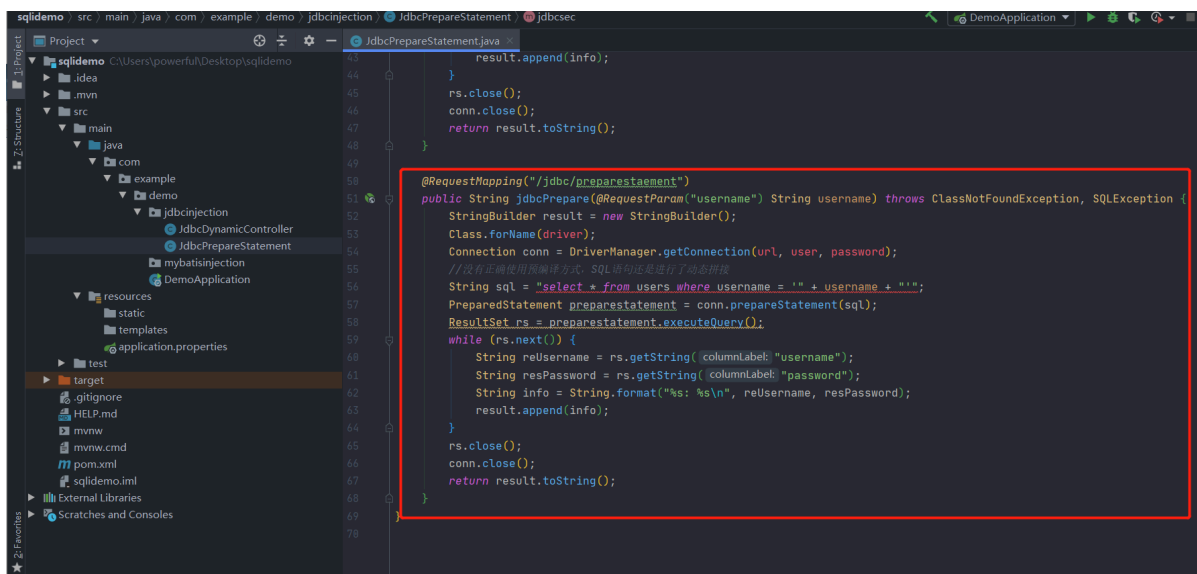 sqlidemo src main java com example demo jdbcinjection JdbcPrepareStatement jdbcsec DemoApplication
1: Project
Project
JdbcPrepareStatement.java
sqlidemo C:\Users\powerful\Desktop\sqlidemo
.idea
.mvn
src
main
java
com
example
demo
jdbcinjection
JdbcDynamicController
JdbcPrepareStatement
mybatisinjection
DemoApplication
resources
static
templates
application.properties
test
target
.gitignore
HELP.md
mvnw
mvnw.cmd
pom.xml
sqlidemo.iml
External Libraries
Scratches and Consoles
Z: Structure
2: Favorites
43 result.append(info);
44 }
45 rs.close();
46 conn.close();
47 return result.toString();
48 }
49
50 @RequestMapping("/jdbc/preparestaement")
51 public String jdbcPrepare(@RequestParam("username") String username) throws ClassNotFoundException, SQLException {
52 StringBuilder result = new StringBuilder();
53 Class.forName(driver);
54 Connection conn = DriverManager.getConnection(url, user, password);
55 //没有正确使用预编译方式，SQL语句还是进行了动态拼接
56 String sql = "select * from users where username = '" + username + "'";
57 PreparedStatement preparestatement = conn.prepareStatement(sql);
58 ResultSet rs = preparestatement.executeQuery();
59 while (rs.next()) {
60 String reUsername = rs.getString( columnLabel: "username");
61 String resPassword = rs.getString( columnLabel: "password");
62 String info = String.format("%s: %s\n", reUsername, resPassword);
63 result.append(info);
64 }
65 rs.close();
66 conn.close();
67 return result.toString();
68 }
69 }
70